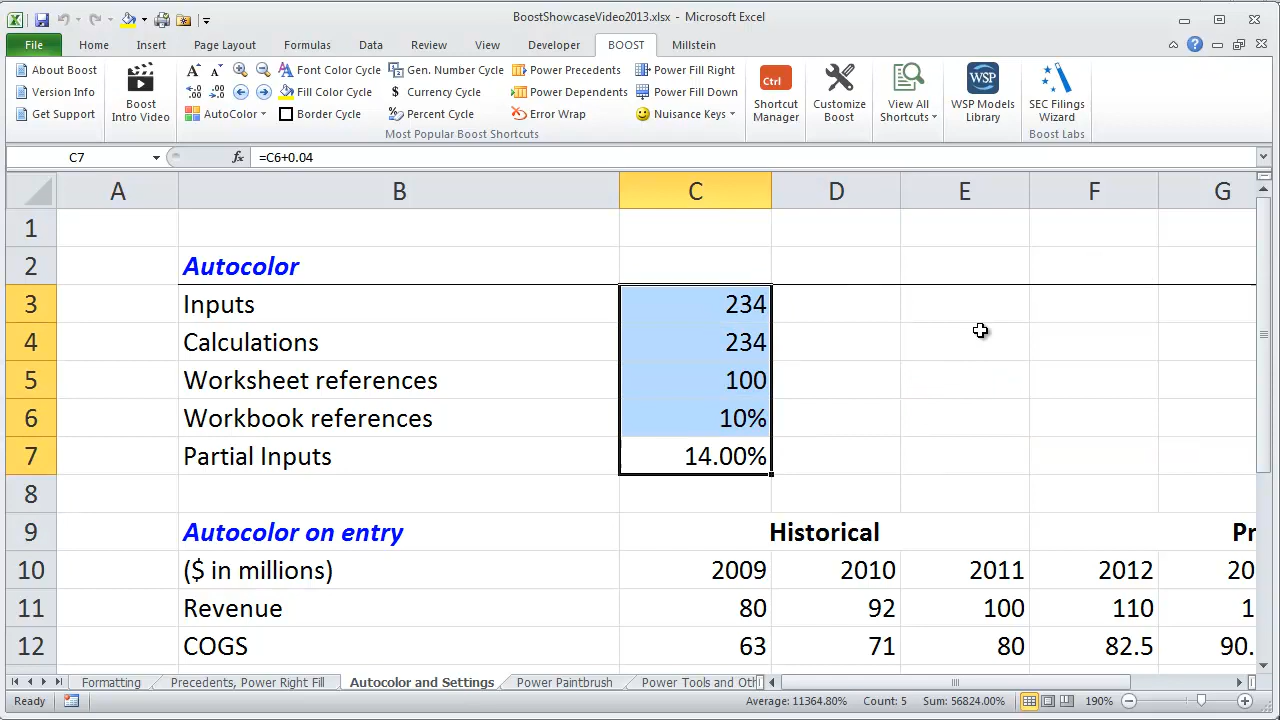 BoostShowcaseVideo2013.xlsx - Microsoft Excel
File Home Insert Page Layout Formulas Data Review View Developer BOOST Millstein
About Boost
Version Info
Get Support
Boost
Intro Video
AutoColor
Font Color Cycle
Fill Color Cycle
Border Cycle
Gen. Number Cycle
Currency Cycle
Percent Cycle
Power Precedents
Power Dependents
Error Wrap
Power Fill Right
Power Fill Down
Nuisance Keys
Most Popular Boost Shortcuts
Ctrl
Shortcut
Manager
Customize
Boost
View All
Shortcuts
WSP
WSP Models
Library
SEC Filings
Wizard
Boost Labs
C7 fx =C6+0.04
A B C D E F G
1
2 Autocolor
3 Inputs 234
4 Calculations 234
5 Worksheet references 100
6 Workbook references 10%
7 Partial Inputs 14.00%
8
9 Autocolor on entry Historical Pr
10 ($ in millions) 2009 2010 2011 2012 20
11 Revenue 80 92 100 110 1
12 COGS 63 71 80 82.5 90.
Formatting Precedents, Power Right Fill Autocolor and Settings Power Paintbrush Power Tools and Oth
Ready Average: 11364.80% Count: 5 Sum: 56824.00% 190%